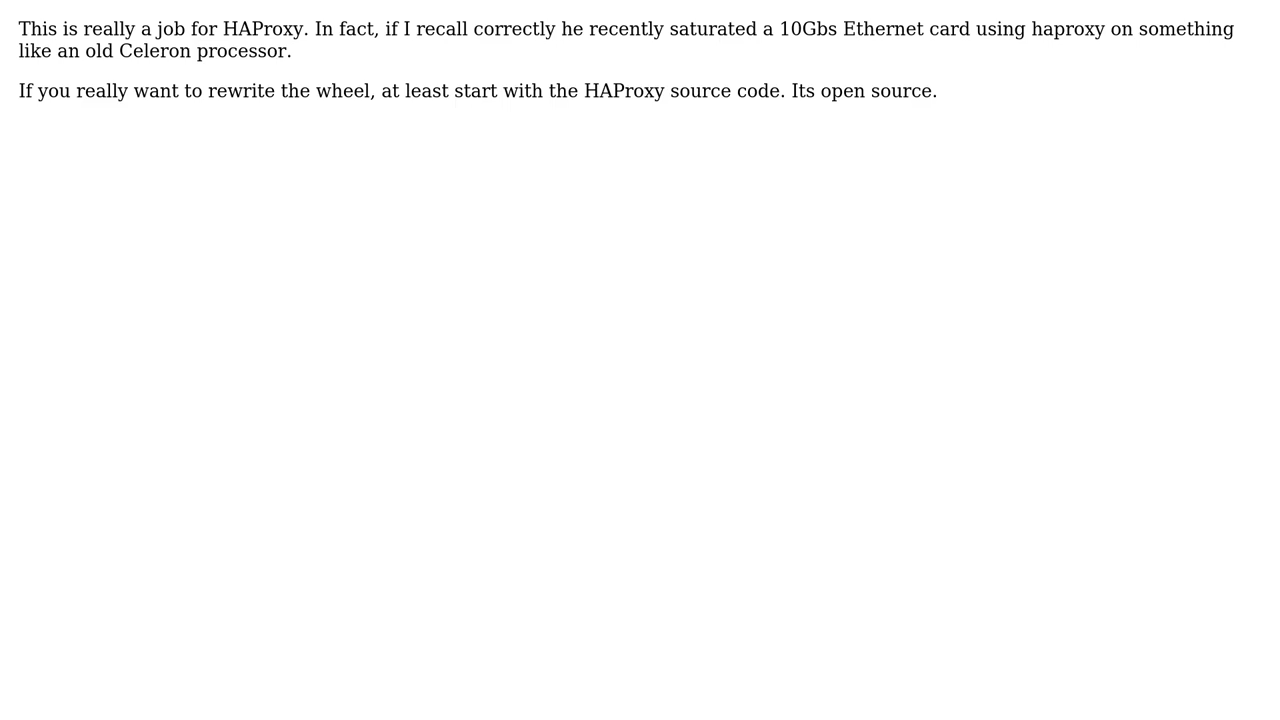 This is really a job for HAProxy. In fact, if I recall correctly he recently saturated a 10Gbs Ethernet card using haproxy on something
like an old Celeron processor.
If you really want to rewrite the wheel, at least start with the HAProxy source code. Its open source.